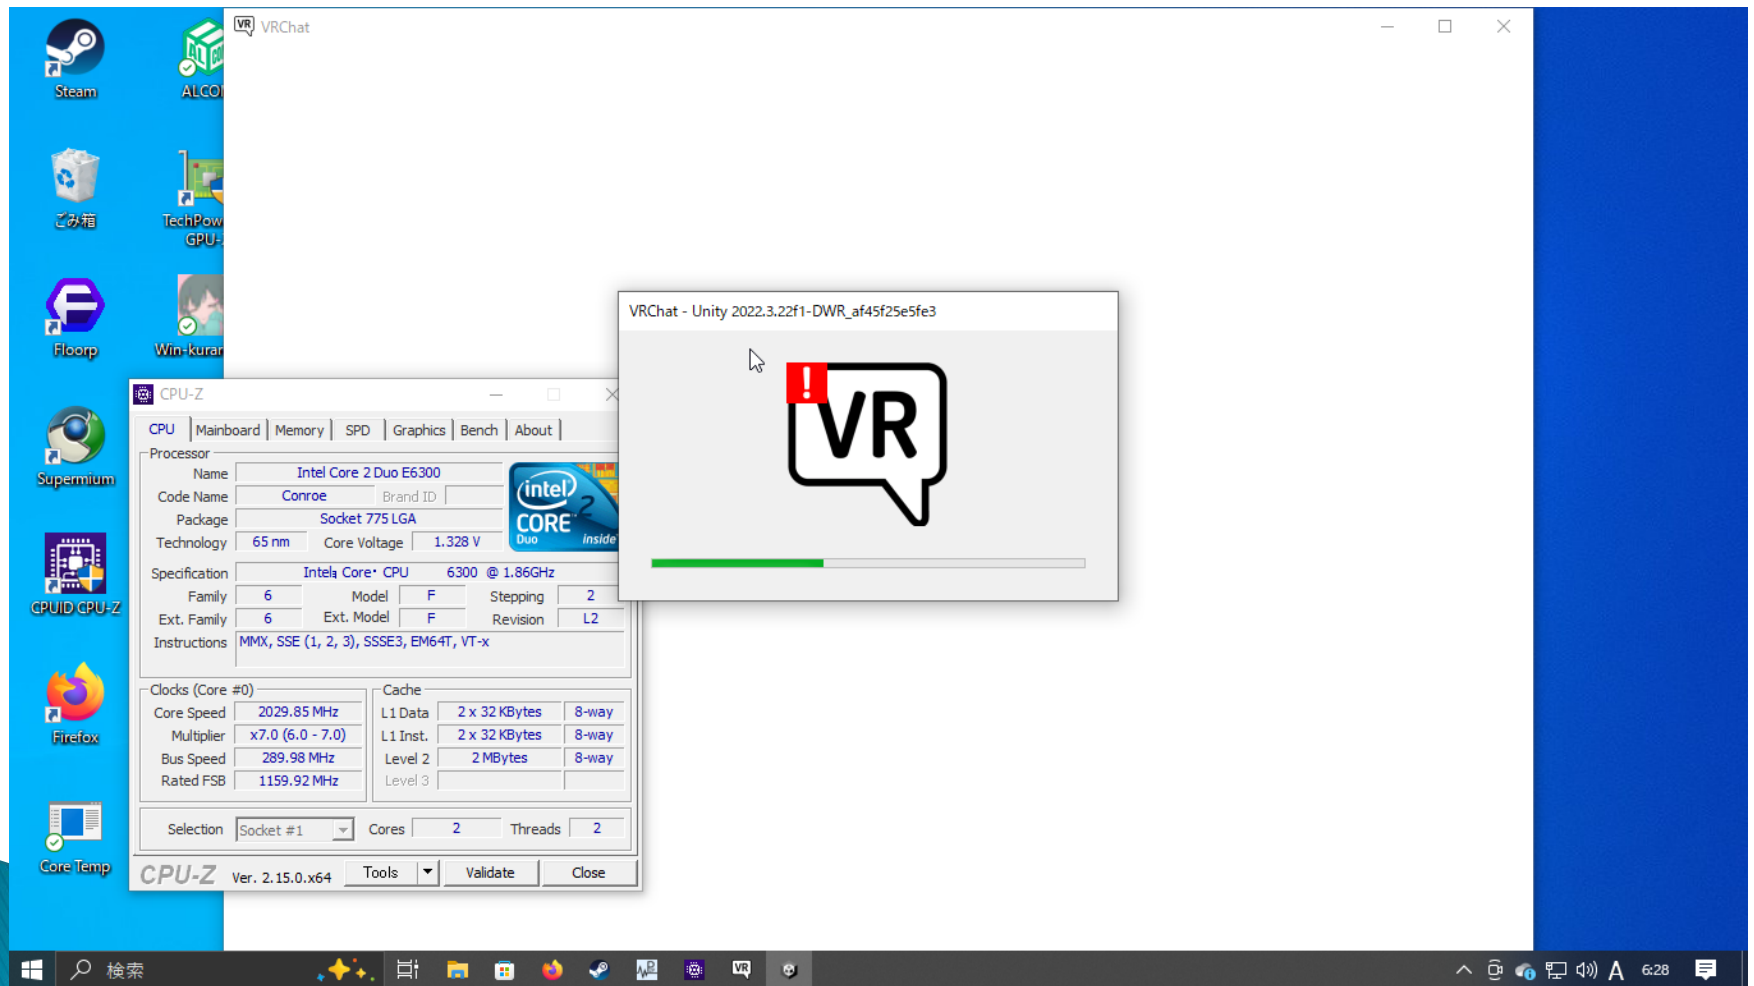 Steam
ALCO
VR VRChat
ごみ箱
TechPow
GPU-
Floorp
Win-kurar
VRChat - Unity 2022.3.22f1-DWR_af45f25e5fe3
! VR
Supermium
CPUID CPU-Z
Firefox
Core Temp
CPU-Z
CPU Mainboard Memory SPD Graphics Bench About
Processor
Name Intel Core 2 Duo E6300
Code Name Conroe Brand ID
Package Socket 775 LGA
Technology 65 nm Core Voltage 1.328 V
(intel) CORE 2
Duo inside
Specification Intel Core CPU 6300 @ 1.86GHz
Family 6 Model F Stepping 2
Ext. Family 6 Ext. Model F Revision L2
Instructions MMX, SSE (1, 2, 3), SSSE3, EM64T, VT-x
Clocks (Core #0)
Core Speed 2029.85 MHz
Multiplier x7.0 (6.0 - 7.0)
Bus Speed 289.98 MHz
Rated FSB 1159.92 MHz
Cache
L1 Data 2 x 32 KBytes 8-way
L1 Inst. 2 x 32 KBytes 8-way
Level 2 2 MBytes 8-way
Level 3
Selection Socket #1 Cores 2 Threads 2
CPU-Z Ver. 2.15.0.x64 Tools Validate Close
検索
VR
A 6:28